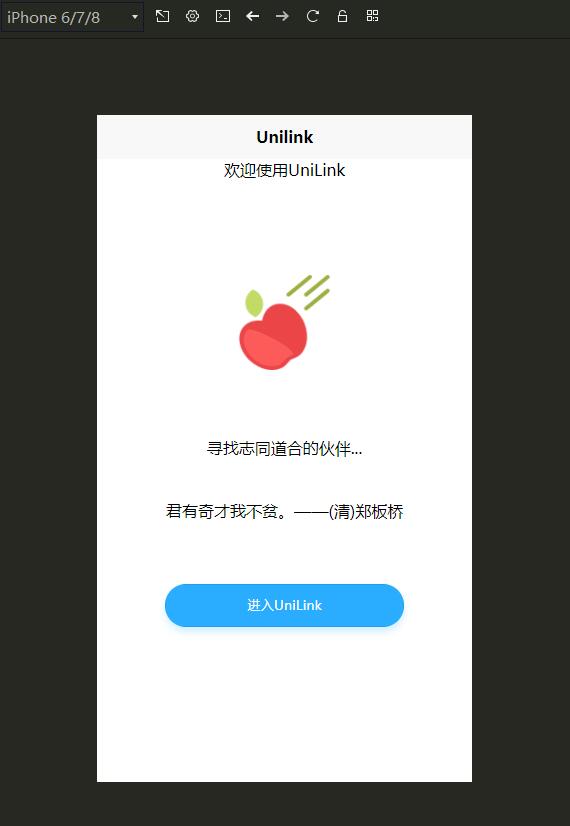 iPhone 6/7/8
Unilink
欢迎使用UniLink
寻找志同道合的伙伴...
君有奇才我不贫。——(清)郑板桥
进入UniLink